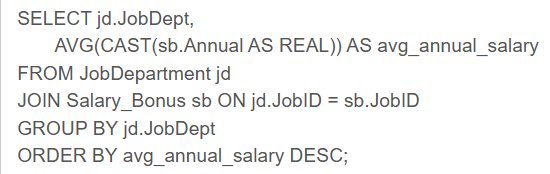 SELECT jd.JobDept,
AVG(CAST(sb.Annual AS REAL)) AS avg_annual_salary
FROM JobDepartment jd
JOIN Salary_Bonus sb ON jd.JobID = sb.JobID
GROUP BY jd.JobDept
ORDER BY avg_annual_salary DESC;